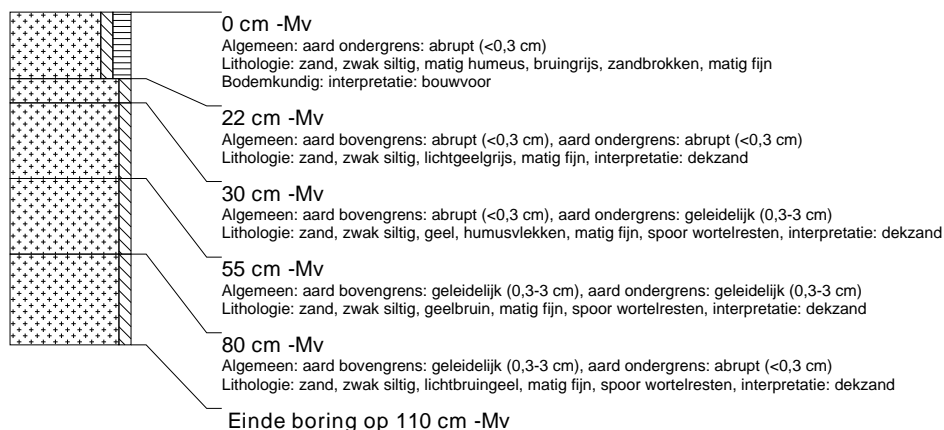 0 cm -Mv
Algemeen: aard ondergrens: abrupt (<0,3 cm)
Lithologie: zand, zwak siltig, matig humeus, bruingrijs, zandbrokken, matig fijn
Bodemkundig: interpretatie: bouwvoor
22 cm -Mv
Algemeen: aard bovengrens: abrupt (<0,3 cm), aard ondergrens: abrupt (<0,3 cm)
Lithologie: zand, zwak siltig, lichtgeelgrijs, matig fijn, interpretatie: dekzand
30 cm -Mv
Algemeen: aard bovengrens: abrupt (<0,3 cm), aard ondergrens: geleidelijk (0,3-3 cm)
Lithologie: zand, zwak siltig, geel, humusvlekken, matig fijn, spoor wortelresten, interpretatie: dekzand
55 cm -Mv
Algemeen: aard bovengrens: geleidelijk (0,3-3 cm), aard ondergrens: geleidelijk (0,3-3 cm)
Lithologie: zand, zwak siltig, geelbruin, matig fijn, spoor wortelresten, interpretatie: dekzand
80 cm -Mv
Algemeen: aard bovengrens: geleidelijk (0,3-3 cm), aard ondergrens: abrupt (<0,3 cm)
Lithologie: zand, zwak siltig, lichtbruingeel, matig fijn, spoor wortelresten, interpretatie: dekzand
Einde boring op 110 cm -Mv